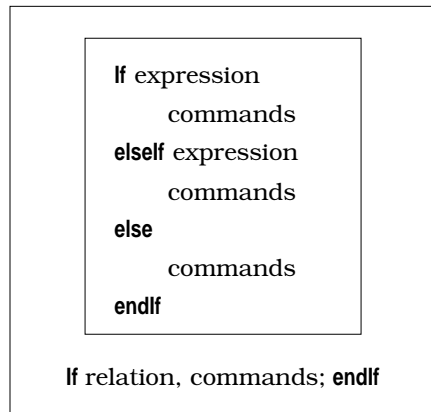 If expression
commands
elseIf expression
commands
else
commands
endIf
If relation, commands; endIf